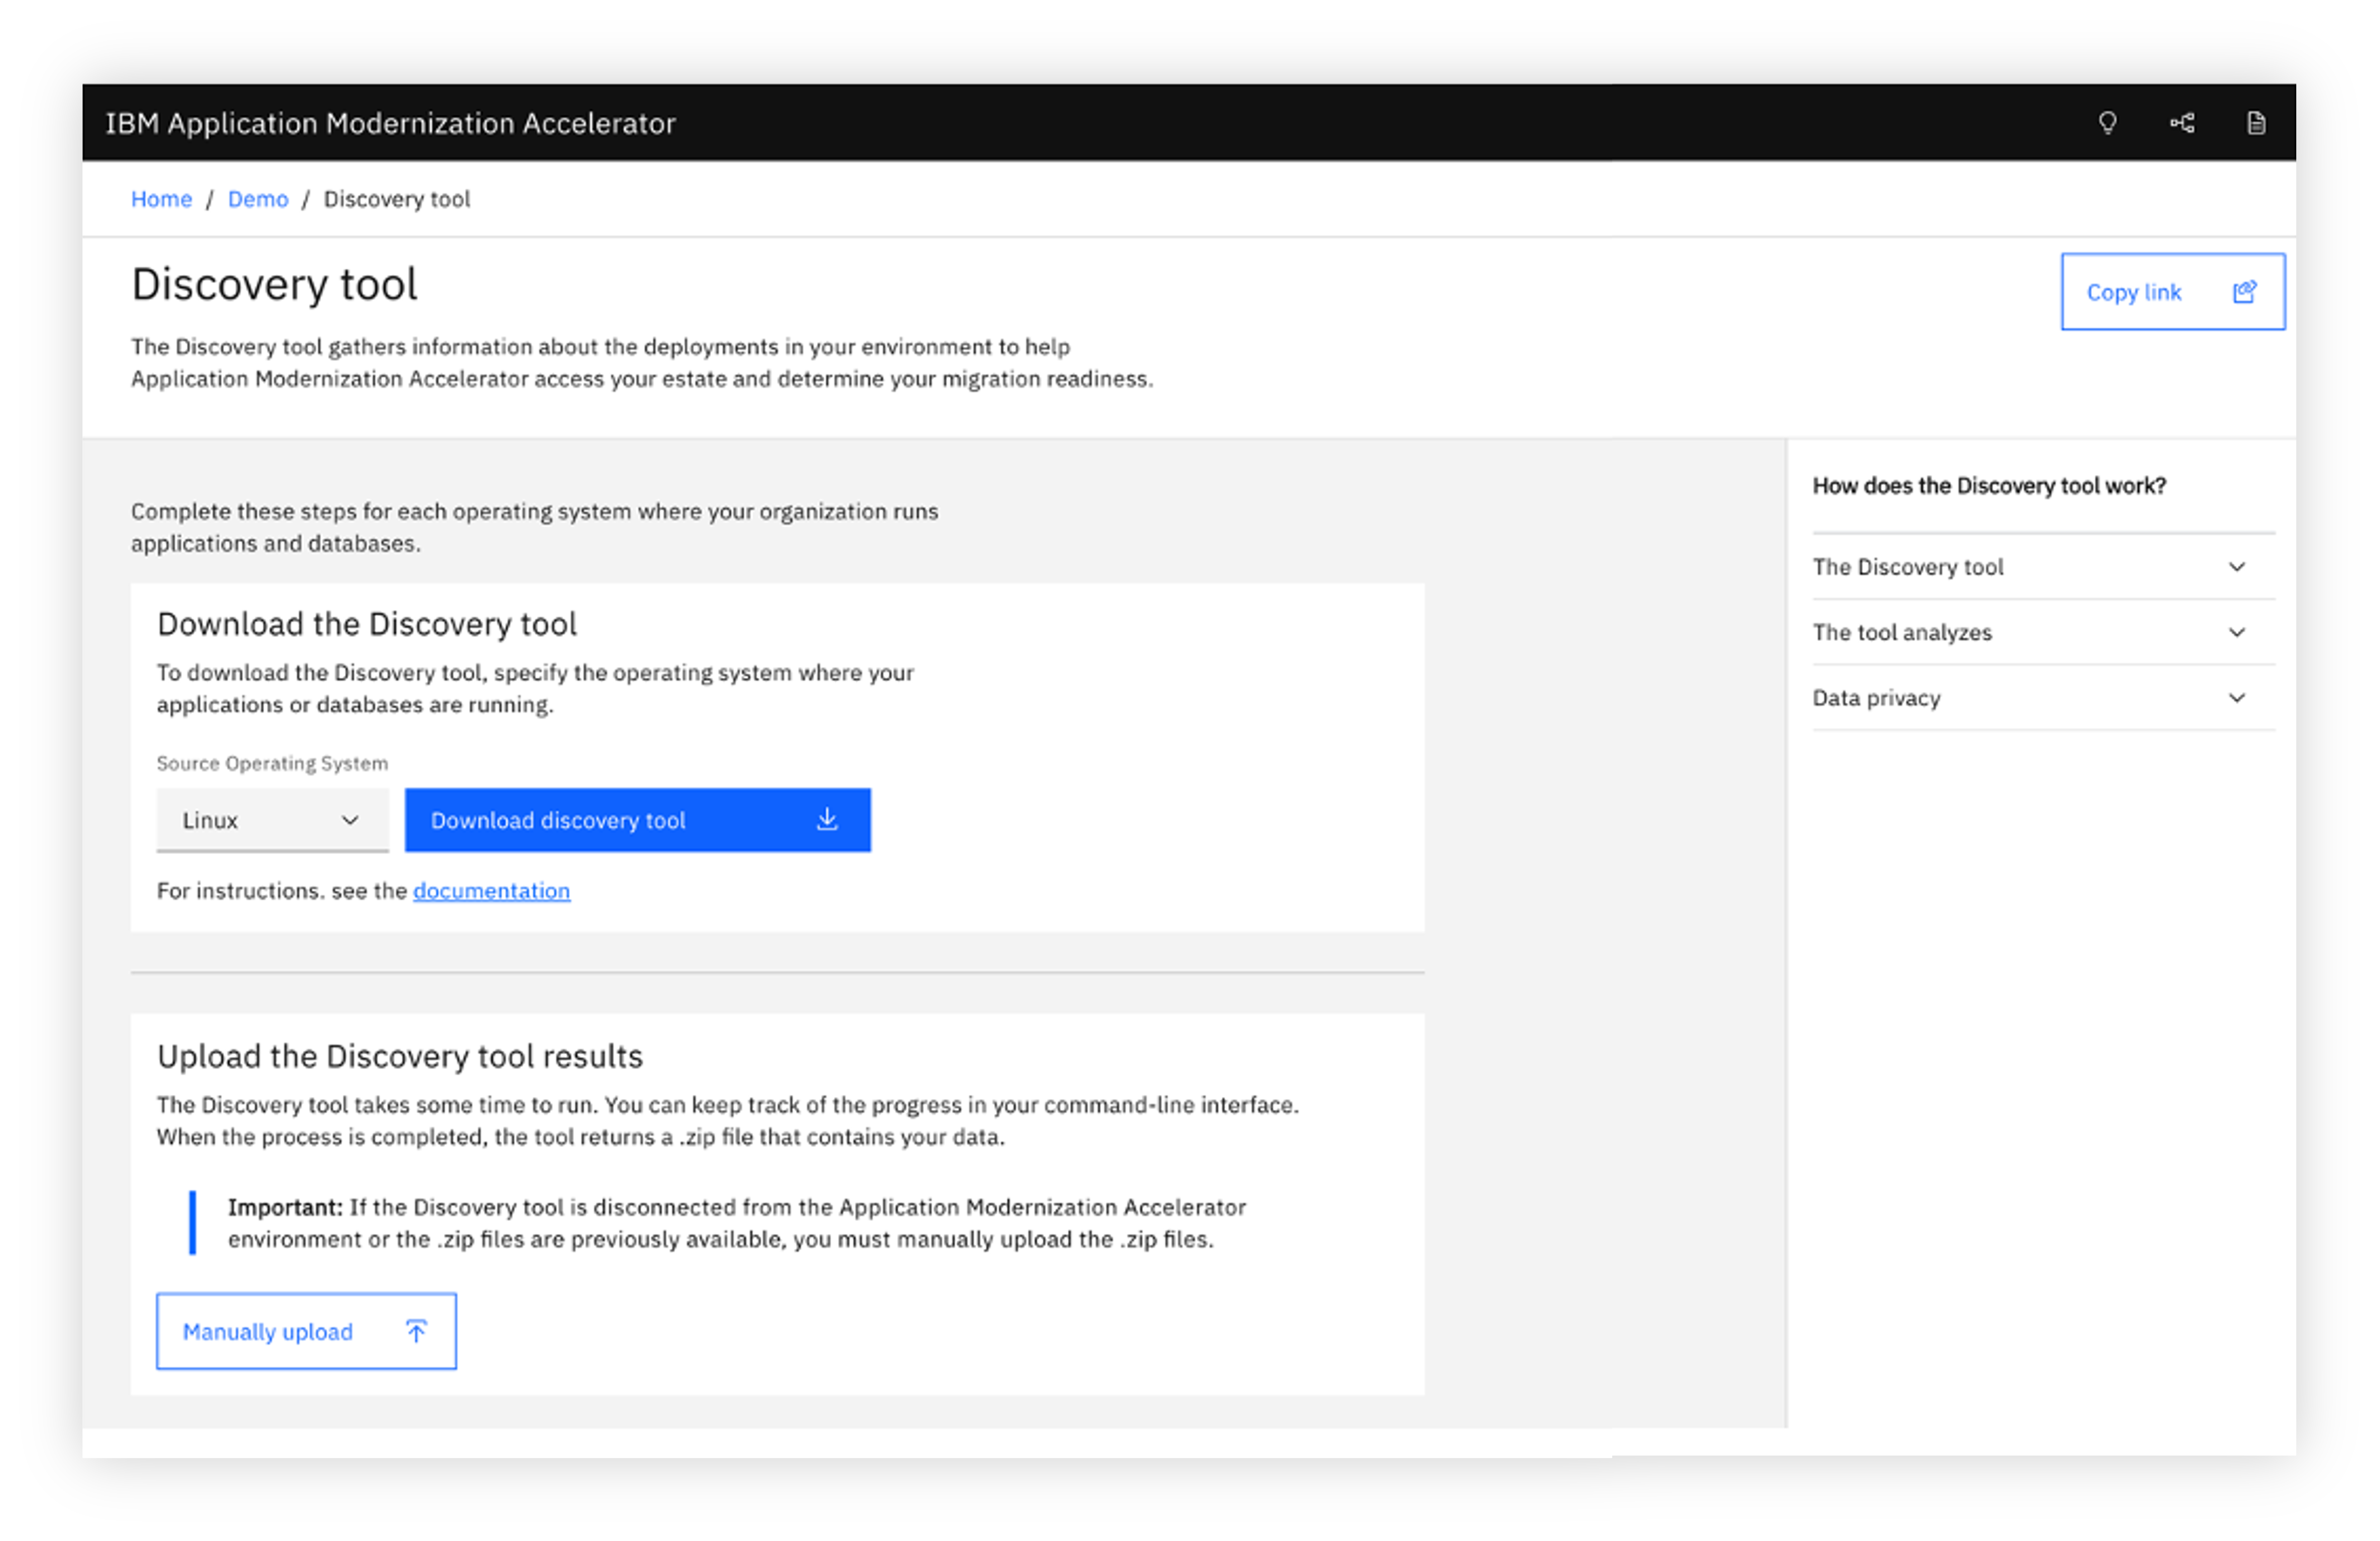 IBM Application Modernization Accelerator
Home / Demo / Discovery tool
Discovery tool
Copy link
The Discovery tool gathers information about the deployments in your environment to help
Application Modernization Accelerator access your estate and determine your migration readiness.
Complete these steps for each operating system where your organization runs
applications and databases.
Download the Discovery tool
To download the Discovery tool, specify the operating system where your
applications or databases are running.
Source Operating System
Linux
Download discovery tool
For instructions. see the documentation
Upload the Discovery tool results
The Discovery tool takes some time to run. You can keep track of the progress in your command-line interface.
When the process is completed, the tool returns a .zip file that contains your data.
Important: If the Discovery tool is disconnected from the Application Modernization Accelerator
environment or the .zip files are previously available, you must manually upload the .zip files.
Manually upload
How does the Discovery tool work?
The Discovery tool
The tool analyzes
Data privacy